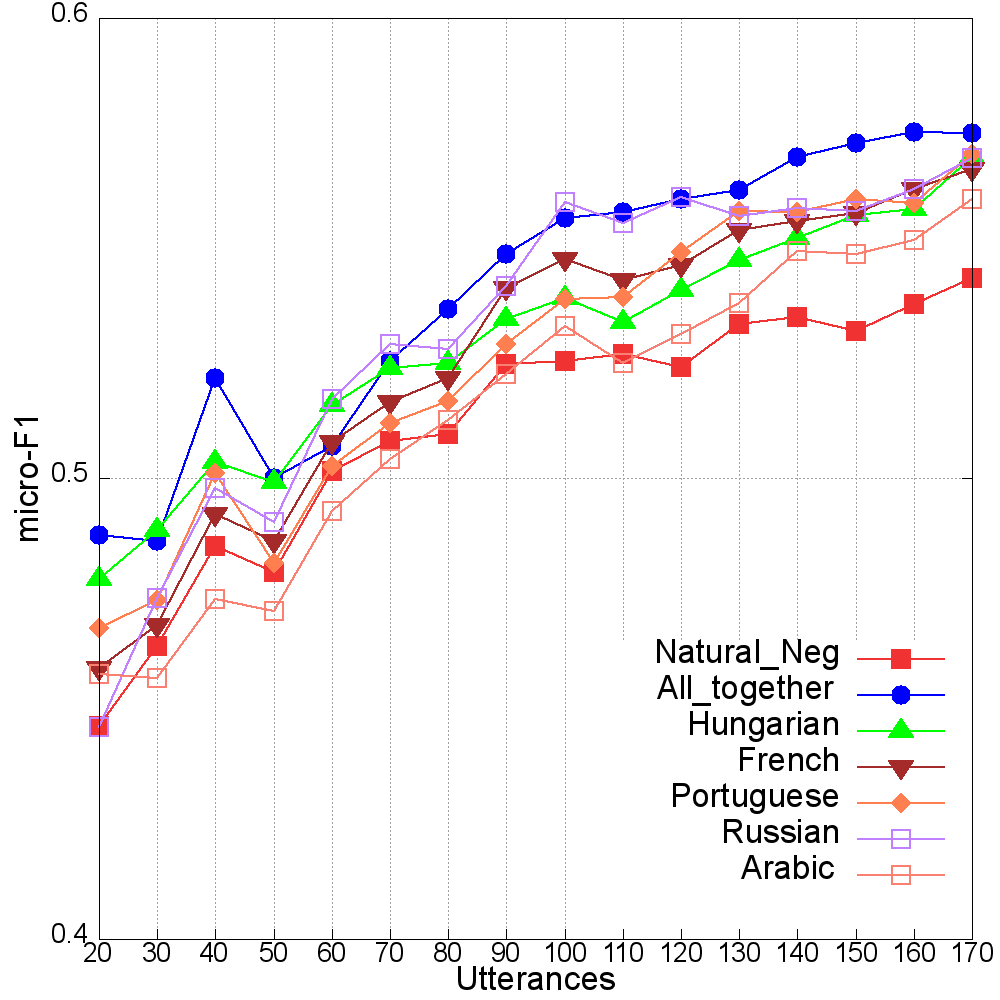 0.6
0.5
0.4
micro-F1
Natural_Neg
All_together
Hungarian
French
Portuguese
Russian
Arabic
20 30 40 50 60 70 80 90 100 110 120 130 140 150 160 170
Utterances